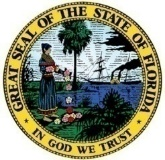 GREAT SEAL OF THE STATE OF FLORIDA
IN GOD WE TRUST